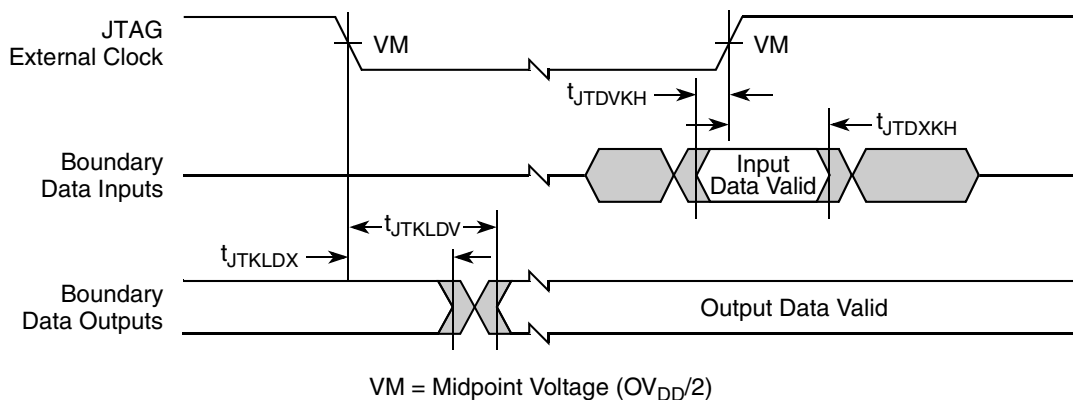 JTAG
External Clock
VM
VM
tJTDVKH
tJTDXKH
Boundary
Data Inputs
Input
Data Valid
tJTKLDV
tJTKLDX
Boundary
Data Outputs
Output Data Valid
VM = Midpoint Voltage (OVDD/2)